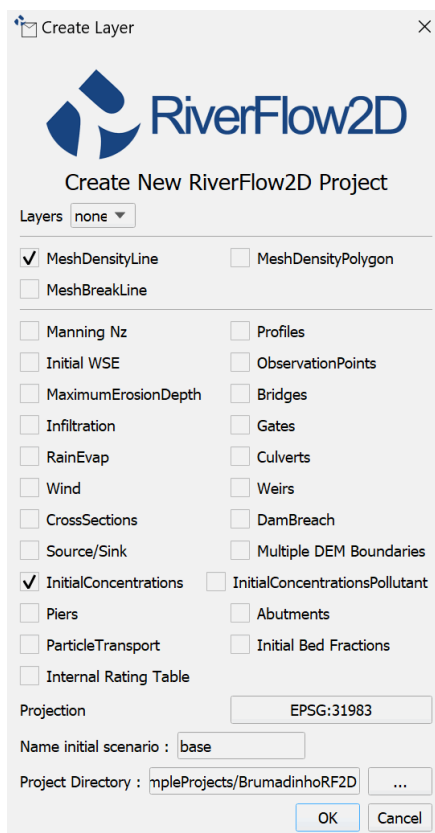 Create Layer
RiverFlow2D
Create New RiverFlow2D Project
Layers none
MeshDensityLine MeshDensityPolygon
MeshBreakLine
Manning Nz Profiles
Initial WSE ObservationPoints
MaximumErosionDepth Bridges
Infiltration Gates
RainEvap Culverts
Wind Weirs
CrossSections DamBreach
Source/Sink Multiple DEM Boundaries
InitialConcentrations InitialConcentrationsPollutant
Piers Abutments
ParticleTransport Initial Bed Fractions
Internal Rating Table
Projection EPSG:31983
Name initial scenario : base
Project Directory : mpleProjects/BrumadinhoRF2D ...
OK Cancel